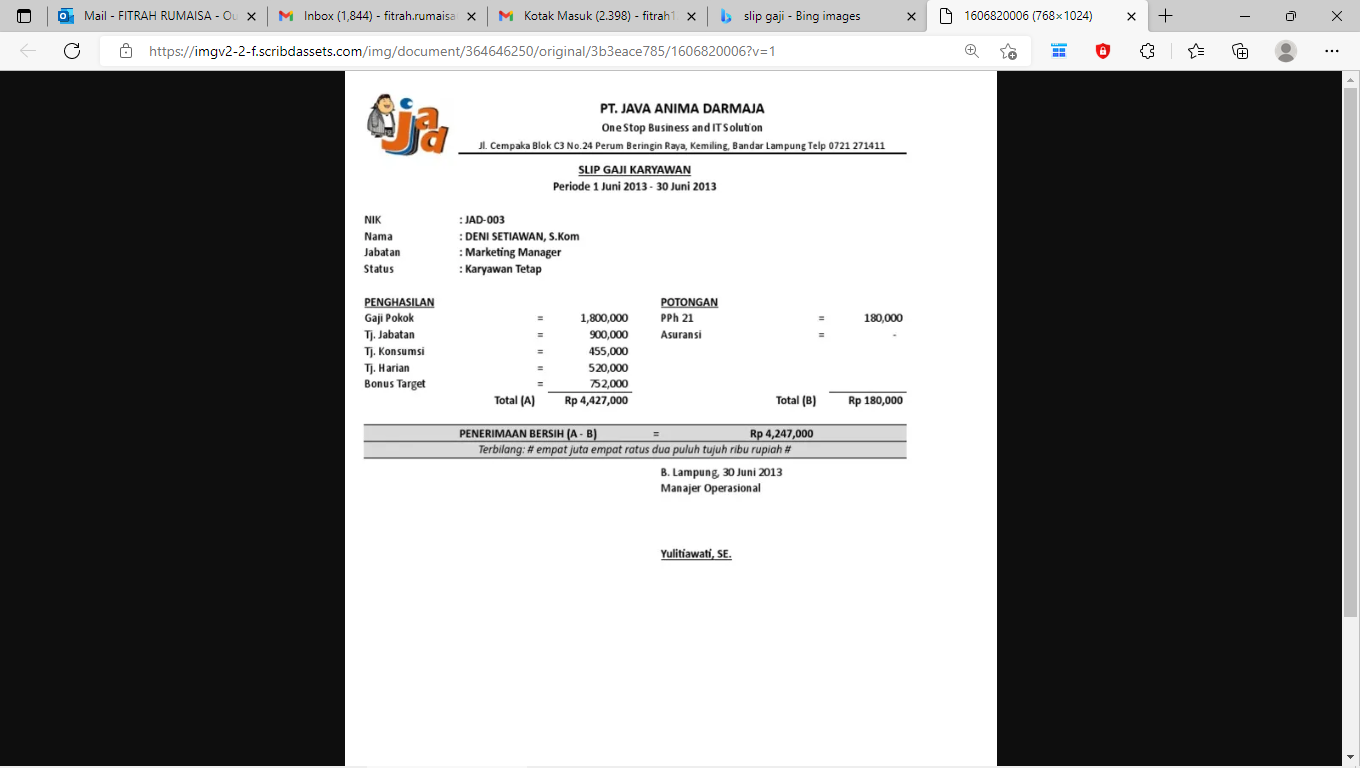 Mail - FITRAH RUMAISA - Ou
Inbox (1,844) - fitrah.rumaisa
Kotak Masuk (2.398) - fitrah1
slip gaji - Bing images
1606820006 (768×1024)
https://imgv2-2-f.scribdassets.com/img/document/364646250/original/3b3eace785/1606820006?v=1
jad
PT. JAVA ANIMA DARMAJA
One Stop Business and IT Solution
Jl. Cempaka Blok C3 No.24 Perum Beringin Raya, Kemiling, Bandar Lampung Telp 0721 271411
SLIP GAJI KARYAWAN
Periode 1 Juni 2013 - 30 Juni 2013
NIK : JAD-003
Nama : DENI SETIAWAN, S.Kom
Jabatan : Marketing Manager
Status : Karyawan Tetap
PENGHASILAN POTONGAN
Gaji Pokok = 1,800,000 PPh 21 = 180,000
Tj. Jabatan = 900,000 Asuransi = -
Tj. Konsumsi = 455,000
Tj. Harian = 520,000
Bonus Target = 752,000
Total (A) Rp 4,427,000 Total (B) Rp 180,000
PENERIMAAN BERSIH (A - B) = Rp 4,247,000
Terbilang: # empat juta empat ratus dua puluh tujuh ribu rupiah #
B. Lampung, 30 Juni 2013
Manajer Operasional
Yulitiawati, SE.